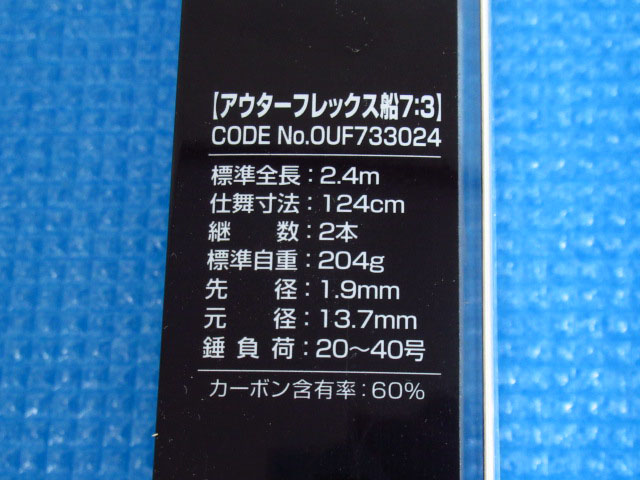 【アウターフレックス船7:3】
CODE No.OUF733024
標準全長：2.4m
仕舞寸法：124cm
継　数：2本
標準自重：204g
先　径：1.9mm
元　径：13.7mm
錘負荷：20〜40号
カーボン含有率：60%